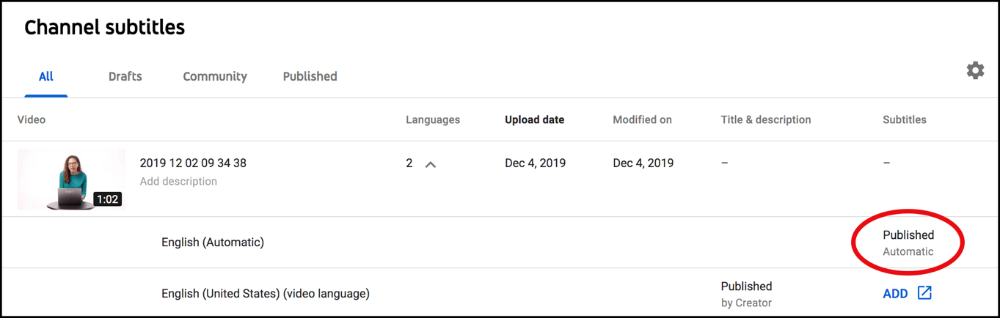 Channel subtitles
All Drafts Community Published
Video Languages Upload date Modified on Title & description Subtitles
2019 12 02 09 34 38 2 Dec 4, 2019 Dec 4, 2019 – –
Add description
1:02
English (Automatic) Published
Automatic
English (United States) (video language) Published ADD
by Creator